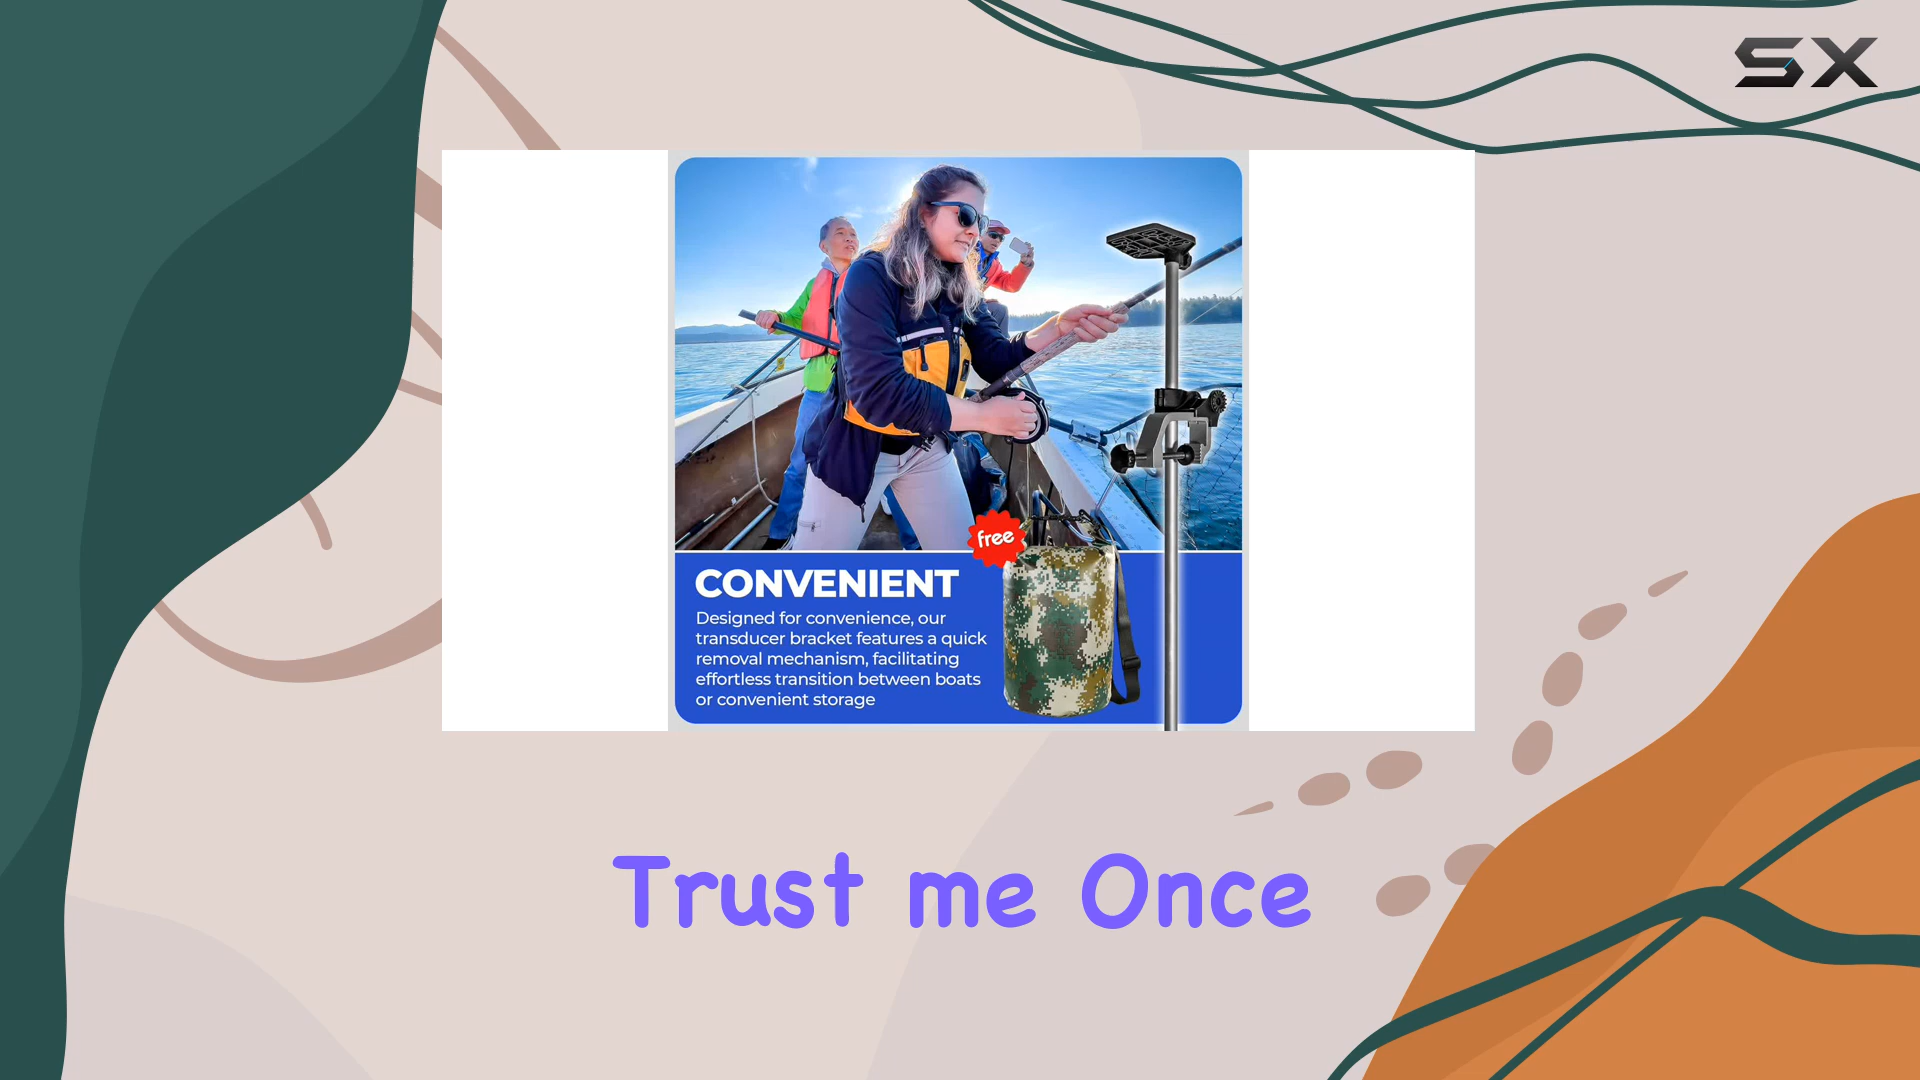 SX
free
CONVENIENT
Designed for convenience, our
transducer bracket features a quick
removal mechanism, facilitating
effortless transition between boats
or convenient storage
Trust me Once